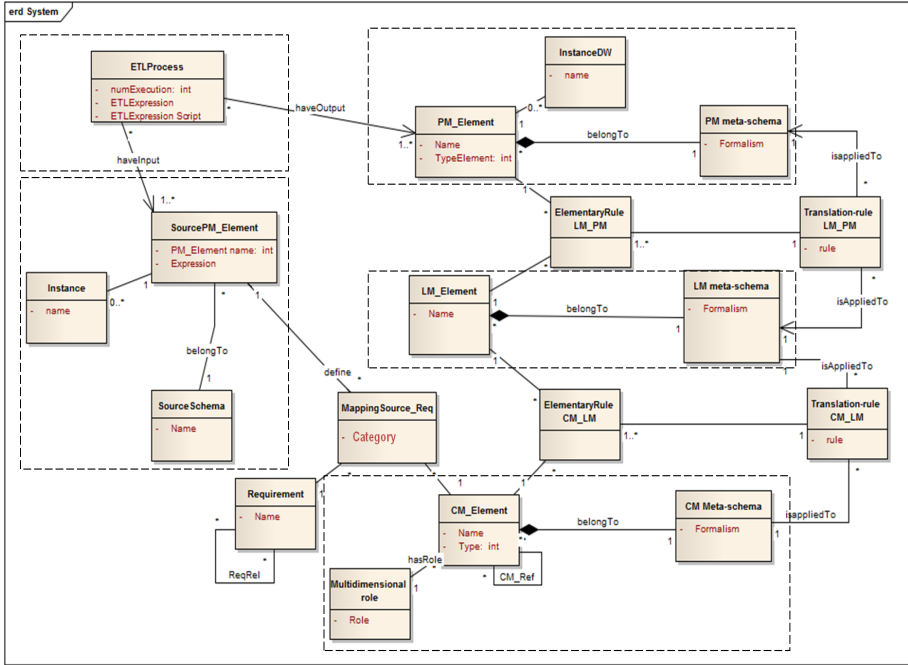 erd System
ETLProcess
- numExecution: int
- ETLExpression
- ETLExpression Script
*
*
haveInput
1..*
haveOutput
1..*
InstanceDW
- name
0..*
1
PM_Element
- Name
- TypeElement: int
*
1
belongTo
1
PM meta-schema
- Formalism
1
isappliedTo
*
SourcePM_Element
- PM_Element name: int
- Expression
1
*
1
Instance
- name
0..*
belongTo
1
SourceSchema
- Name
*
ElementaryRule
LM_PM
*
1..*
1
Translation-rule
LM_PM
- rule
*
isAppliedTo
1
LM_Element
- Name
1
*
1
belongTo
1
LM meta-schema
- Formalism
1
isAppliedTo
*
define
*
MappingSource_Req
- Category
*
*
*
ElementaryRule
CM_LM
*
1..*
1
Translation-rule
CM_LM
- rule
*
isappliedTo
1
Requirement
- Name
1
*
*
ReqRel
1
1
CM_Element
- Name
- Type: int
*
*
*
CM_Ref
belongTo
1
CM Meta-schema
- Formalism
hasRole
*
1
Multidimensional
role
- Role